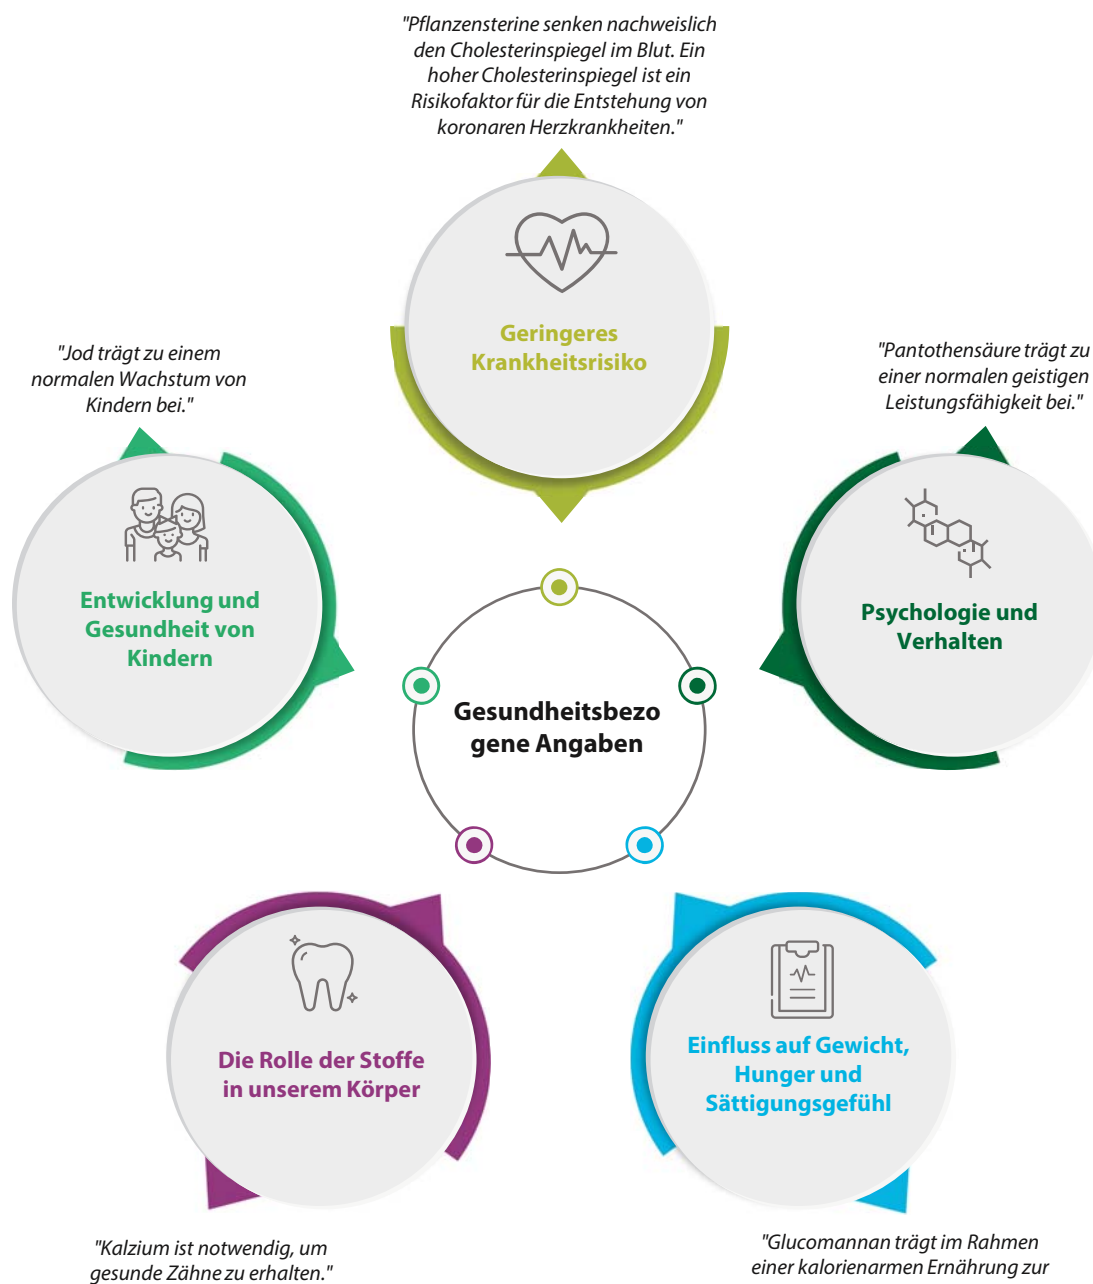 "Pflanzensterine senken nachweislich
den Cholesterinspiegel im Blut. Ein
hoher Cholesterinspiegel ist ein
Risikofaktor für die Entstehung von
koronaren Herzkrankheiten."
Geringeres
Krankheitsrisiko
"Jod trägt zu einem
normalen Wachstum von
Kindern bei."
"Pantothensäure trägt zu
einer normalen geistigen
Leistungsfähigkeit bei."
Entwicklung und
Gesundheit von
Kindern
Psychologie und
Verhalten
Gesundheitsbezo
gene Angaben
Die Rolle der Stoffe
in unserem Körper
Einfluss auf Gewicht,
Hunger und
Sättigungsgefühl
"Kalzium ist notwendig, um
gesunde Zähne zu erhalten."
"Glucomannan trägt im Rahmen
einer kalorienarmen Ernährung zur